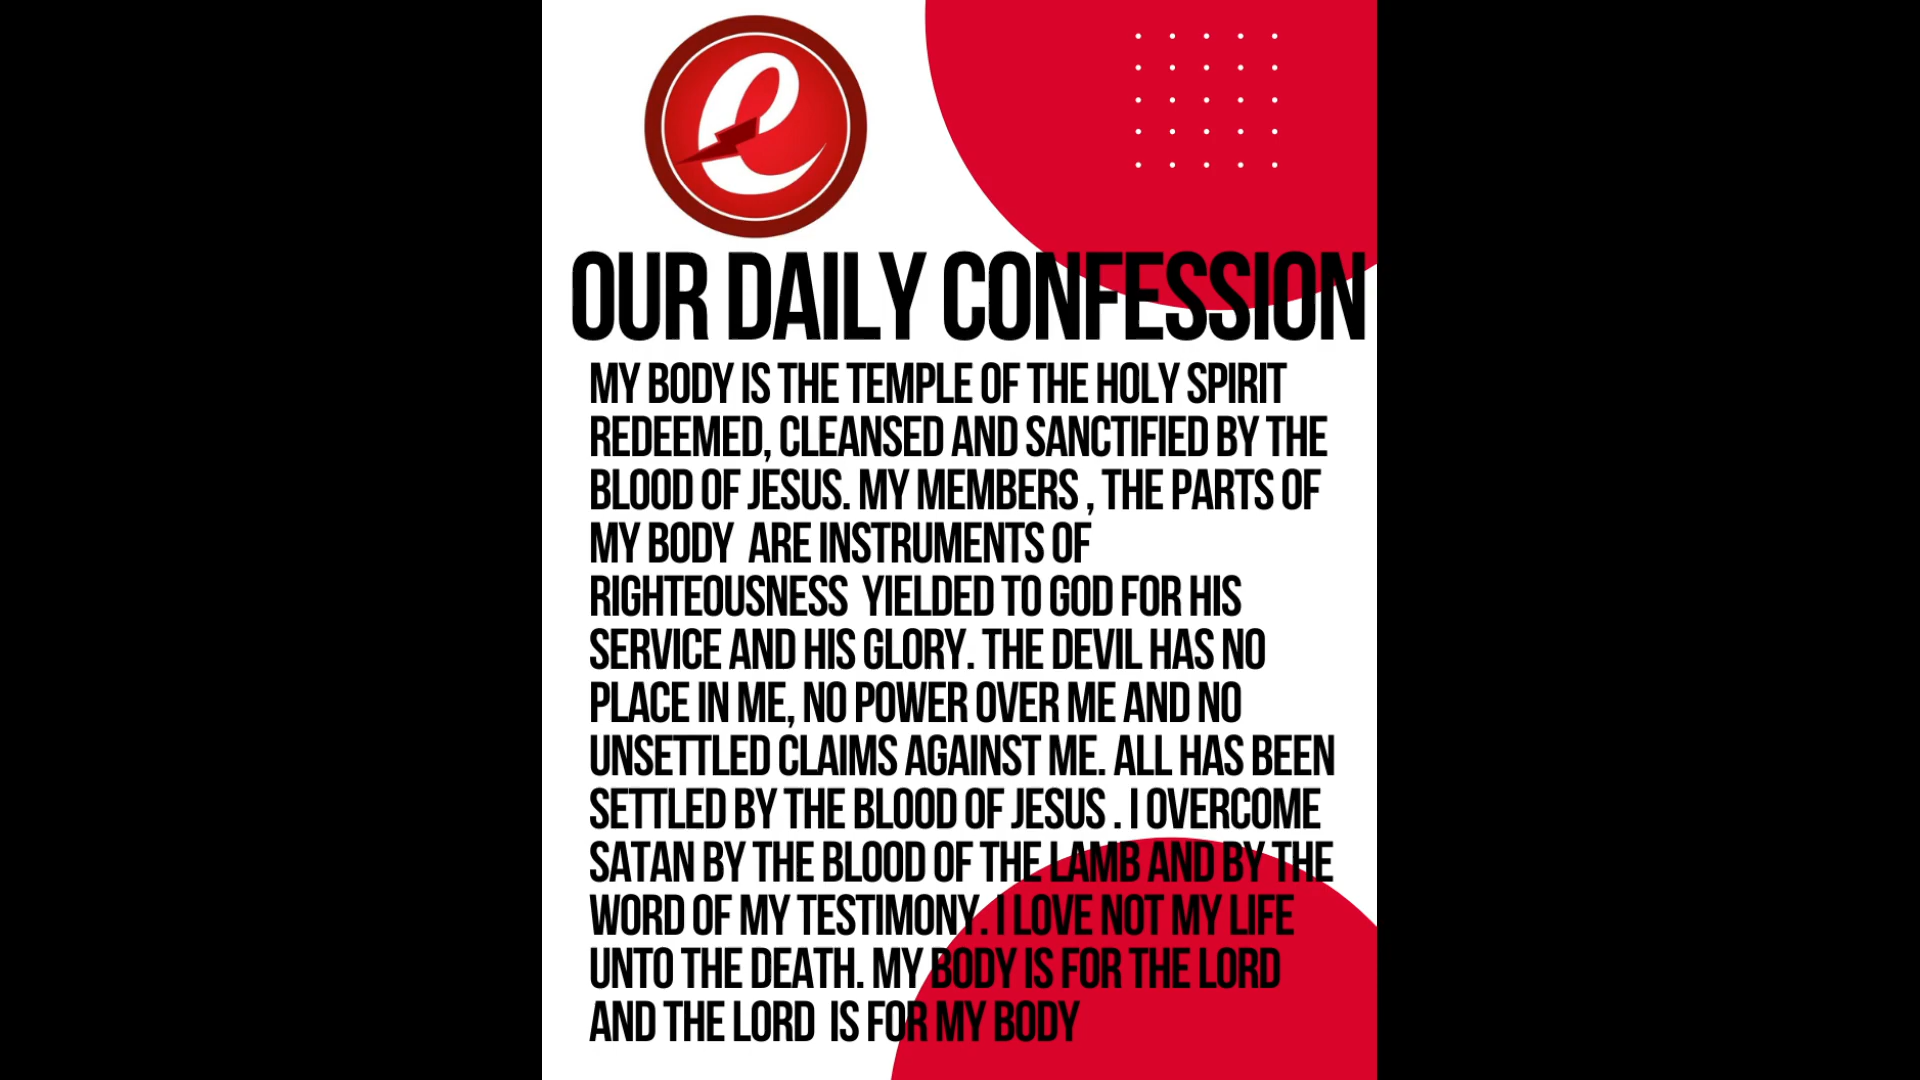 e
OUR DAILY CONFESSION
MY BODY IS THE TEMPLE OF THE HOLY SPIRIT
REDEEMED, CLEANSED AND SANCTIFIED BY THE
BLOOD OF JESUS. MY MEMBERS , THE PARTS OF
MY BODY ARE INSTRUMENTS OF
RIGHTEOUSNESS YIELDED TO GOD FOR HIS
SERVICE AND HIS GLORY. THE DEVIL HAS NO
PLACE IN ME, NO POWER OVER ME AND NO
UNSETTLED CLAIMS AGAINST ME. ALL HAS BEEN
SETTLED BY THE BLOOD OF JESUS . I OVERCOME
SATAN BY THE BLOOD OF THE LAMB AND BY THE
WORD OF MY TESTIMONY. I LOVE NOT MY LIFE
UNTO THE DEATH. MY BODY IS FOR THE LORD
AND THE LORD IS FOR MY BODY